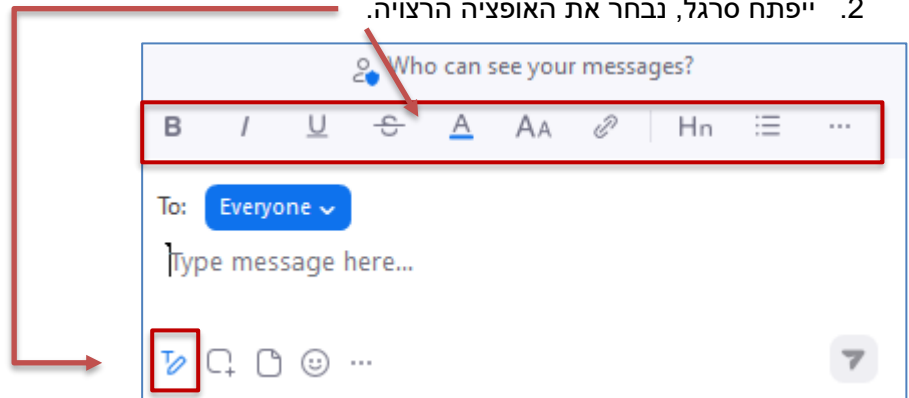 2. ייפתח סרגל, נבחר את האופציה הרצויה.
Who can see your messages?
B I U S A AA Hn ...
To: Everyone
Type message here...
...